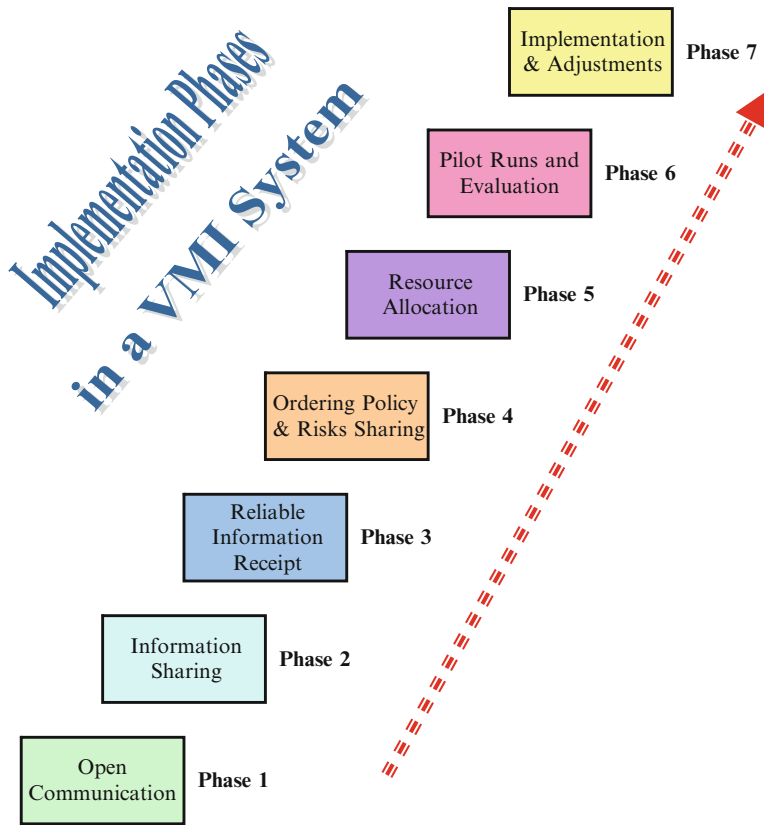 Implementation Phases
in a VMI System
Implementation
& Adjustments
Phase 7
Pilot Runs and
Evaluation
Phase 6
Resource
Allocation
Phase 5
Ordering Policy
& Risks Sharing
Phase 4
Reliable
Information
Receipt
Phase 3
Information
Sharing
Phase 2
Open
Communication
Phase 1